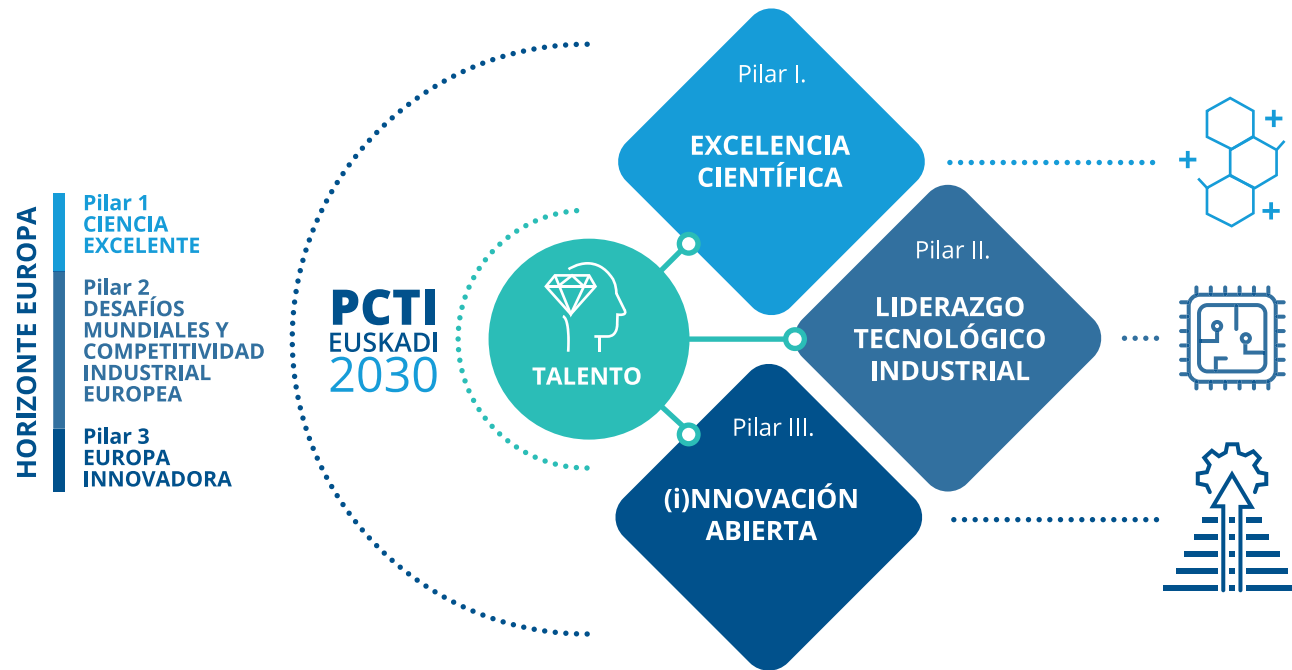 HORIZONTE EUROPA
Pilar 1
CIENCIA
EXCELENTE
Pilar 2
DESAFÍOS
MUNDIALES Y
COMPETITIVIDAD
INDUSTRIAL
EUROPEA
Pilar 3
EUROPA
INNOVADORA
PCTI
EUSKADI
2030
TALENTO
Pilar I.
EXCELENCIA
CIENTÍFICA
Pilar II.
LIDERAZGO
TECNOLÓGICO
INDUSTRIAL
Pilar III.
(i)NNOVACIÓN
ABIERTA